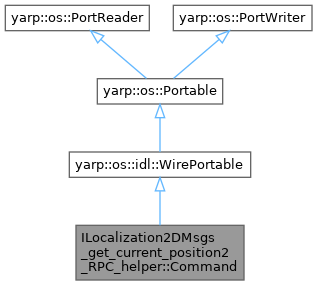 yarp::os::PortReader
yarp::os::PortWriter
yarp::os::Portable
yarp::os::idl::WirePortable
ILocalization2DMsgs
_get_current_position2
_RPC_helper::Command